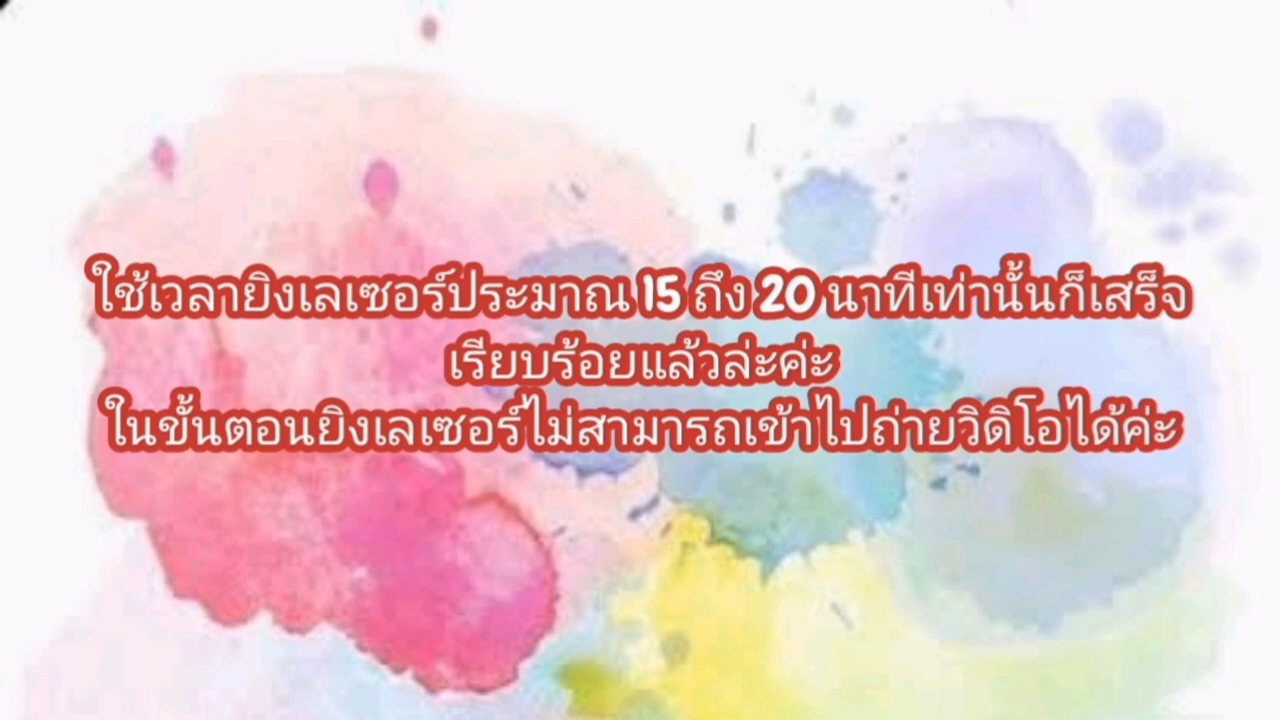 ใช้เวลายิงเลเซอร์ประมาณ 15 ถึง 20 นาทีเท่านั้นก็เสร็จ
เรียบร้อยแล้วล่ะค่ะ
ในขั้นตอนยิงเลเซอร์ไม่สามารถเข้าไปถ่ายวิดิโอได้ค่ะ